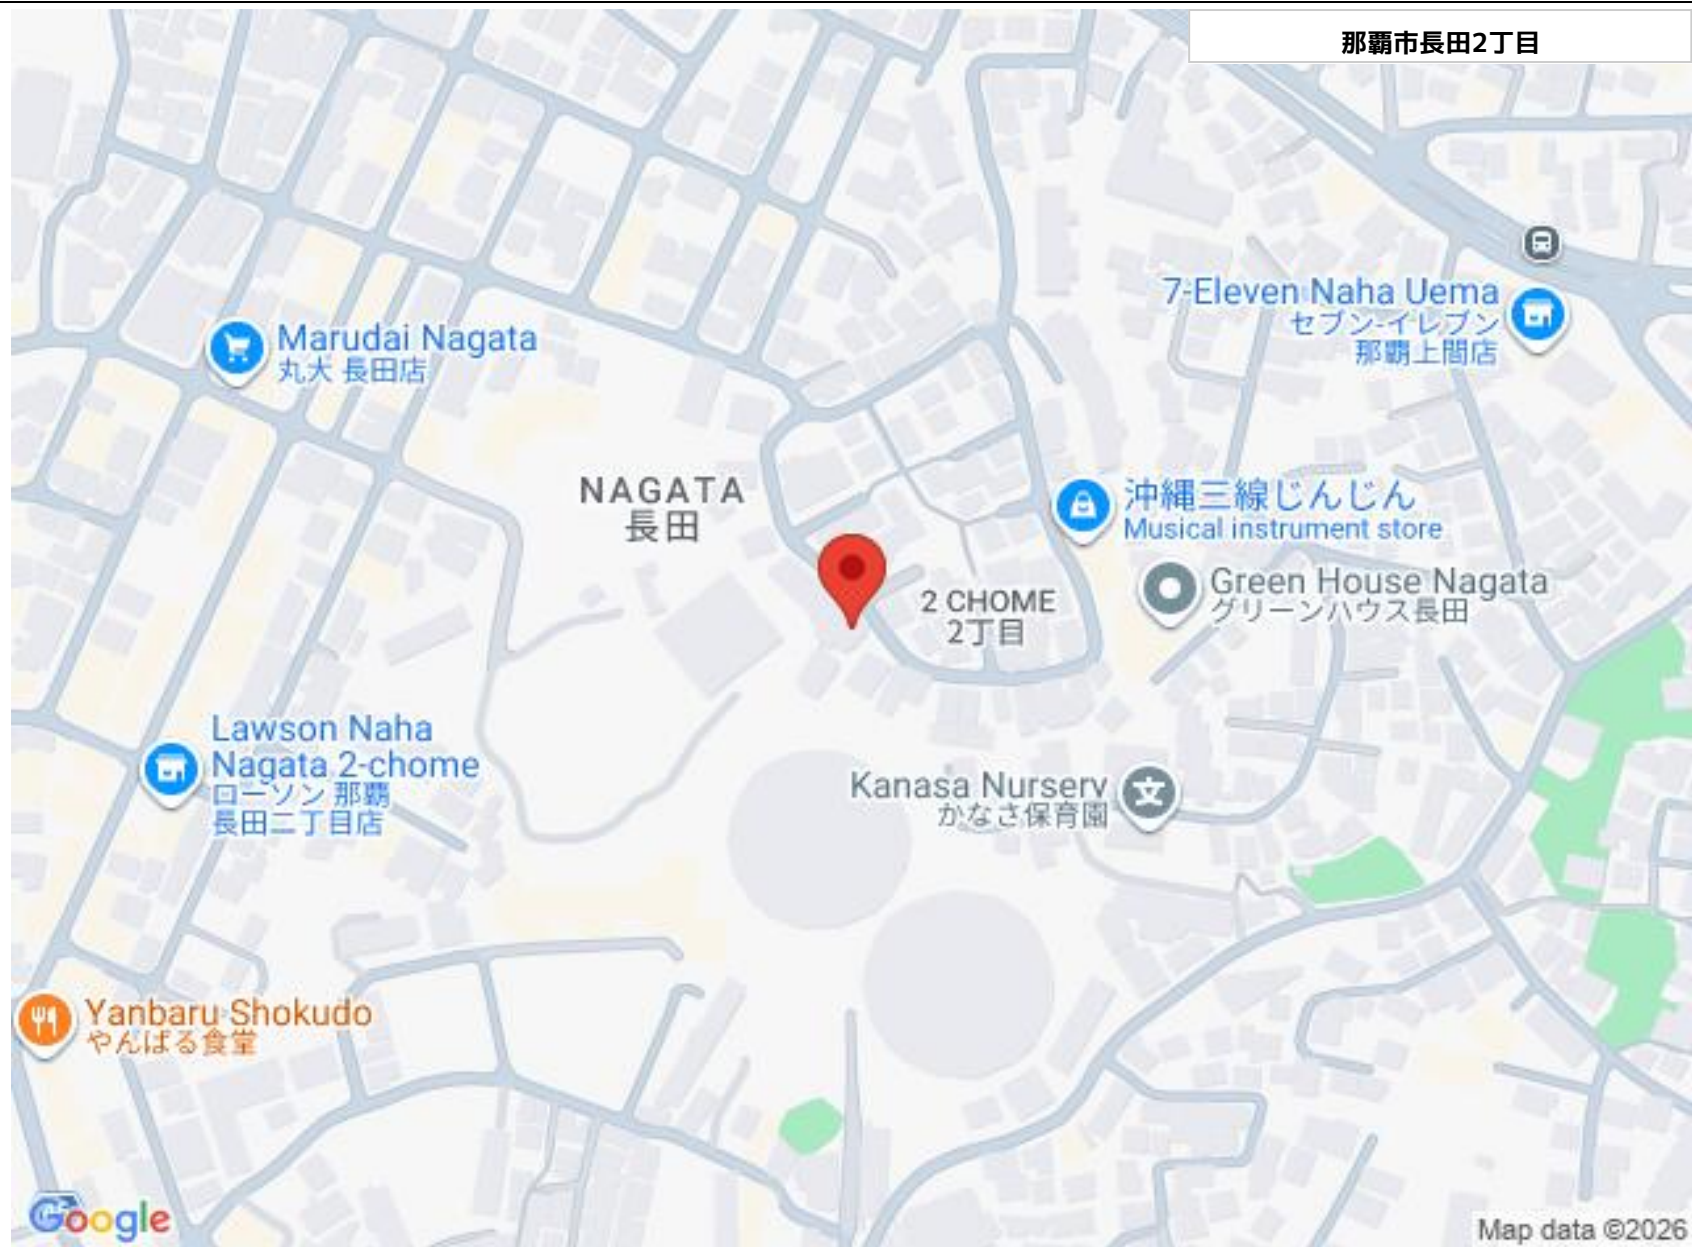 那覇市長田2丁目
7-Eleven Naha Uema
セブン-イレブン
那覇上間店
Marudai Nagata
丸大 長田店
NAGATA
長田
沖縄三線じんじん
Musical instrument store
Green House Nagata
グリーンハウス長田
2 CHOME
2丁目
Lawson Naha
Nagata 2-chome
ローソン 那覇
長田二丁目店
Kanasa Nursery
かなさ保育園
Yanbaru Shokudo
やんばる食堂
Google
Map data ©2026